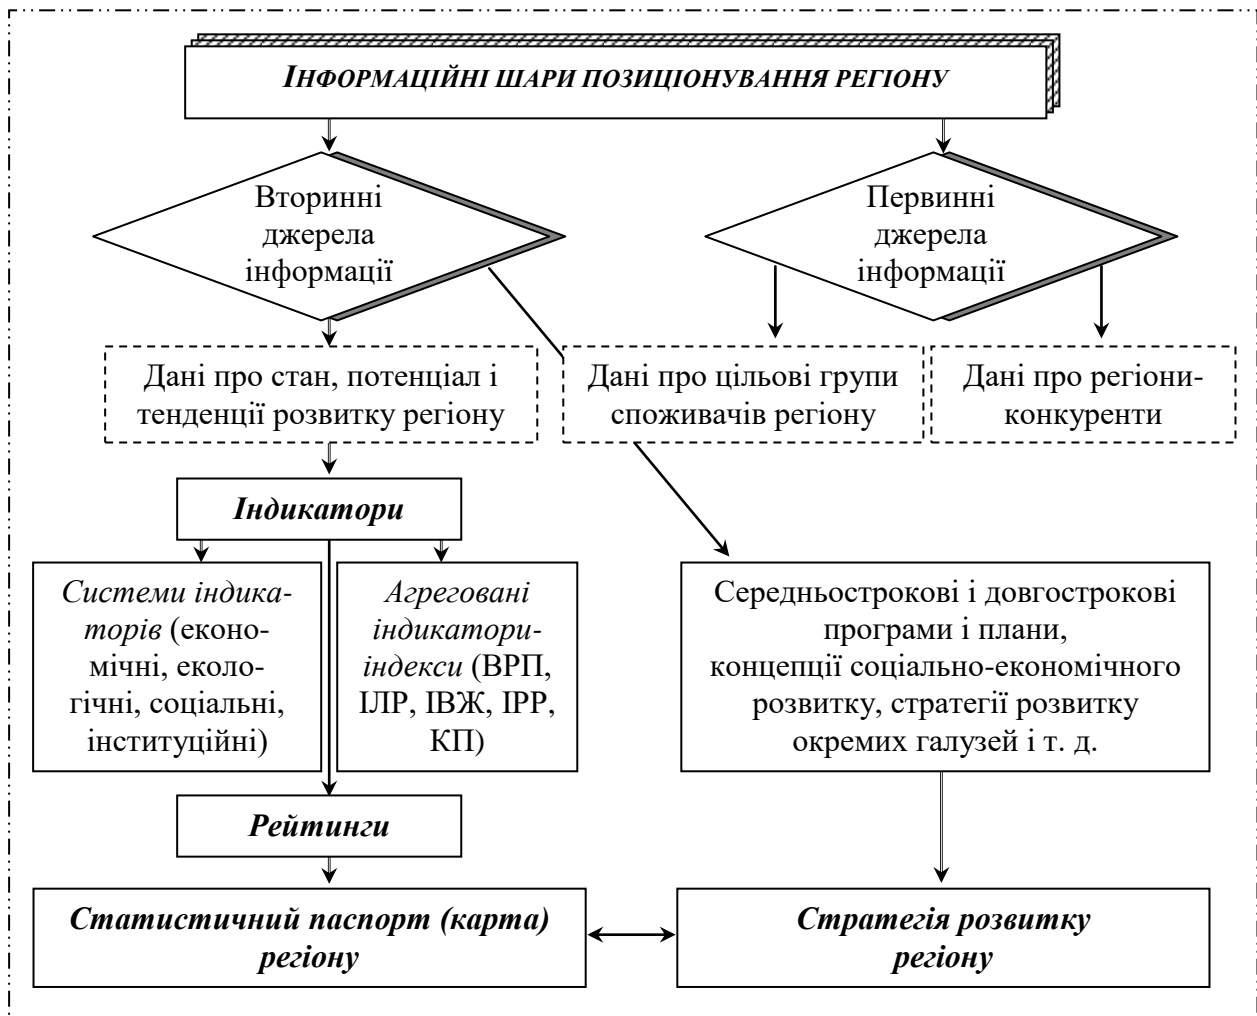 ІНФОРМАЦІЙНІ ШАРИ ПОЗИЦІОНУВАННЯ РЕГІОНУ
Вторинні
джерела
інформації
Первинні
джерела
інформації
Дані про стан, потенціал і
тенденції розвитку регіону
Дані про цільові групи
споживачів регіону
Дані про регіони-
конкуренти
Індикатори
Системи індика-
торів (еконо-
мічні, еколо-
гічні, соціальні,
інституційні)
Агреговані
індикатори-
індекси (ВРП,
ІЛР, ІВЖ, ІРР,
КП)
Середньострокові і довгострокові
програми і плани,
концепції соціально-економічного
розвитку, стратегії розвитку
окремих галузей і т. д.
Рейтинги
Статистичний паспорт (карта)
регіону
Стратегія розвитку
регіону